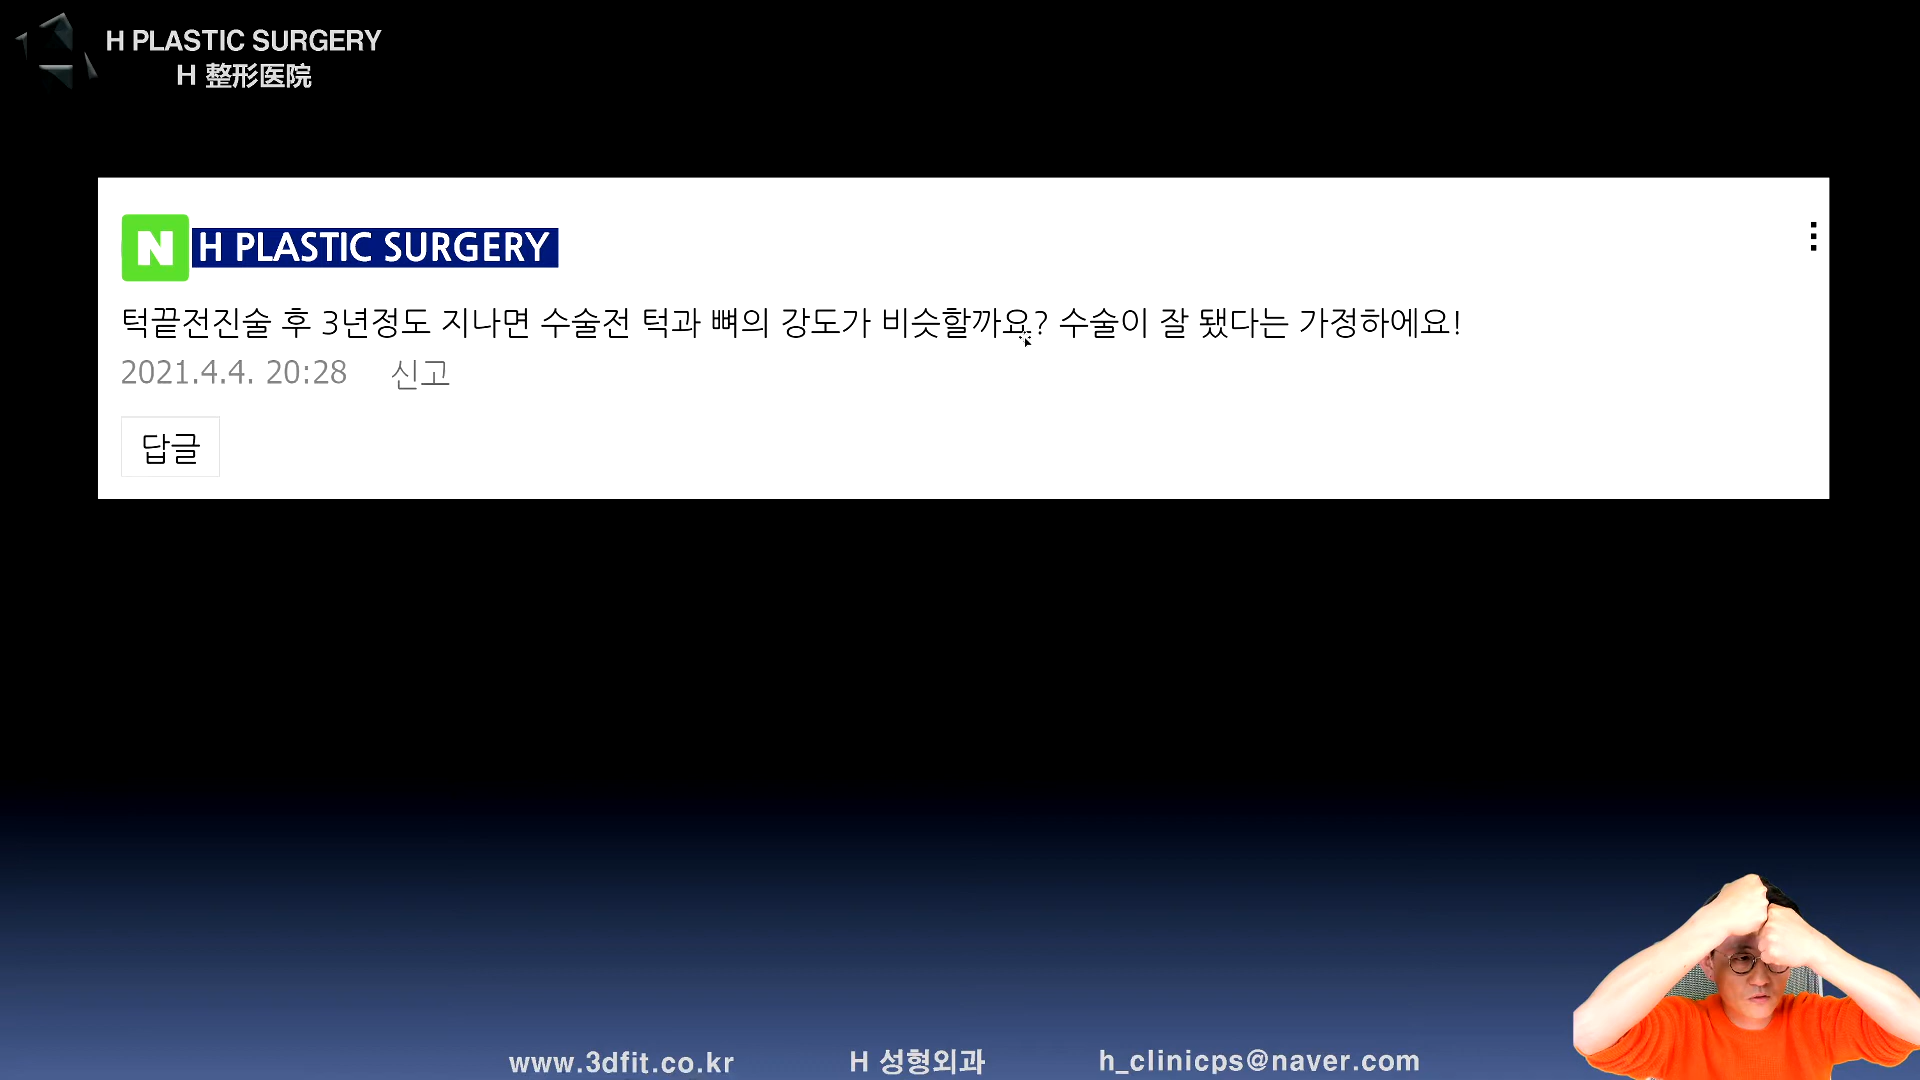 H PLASTIC SURGERY
H 整形医院
N H PLASTIC SURGERY
턱끝전진술 후 3년정도 지나면 수술전 턱과 뼈의 강도가 비슷할까요? 수술이 잘 됐다는 가정하에요!
2021.4.4. 20:28 신고
답글
www.3dfit.co.kr H 성형외과 h_clinicps@naver.com